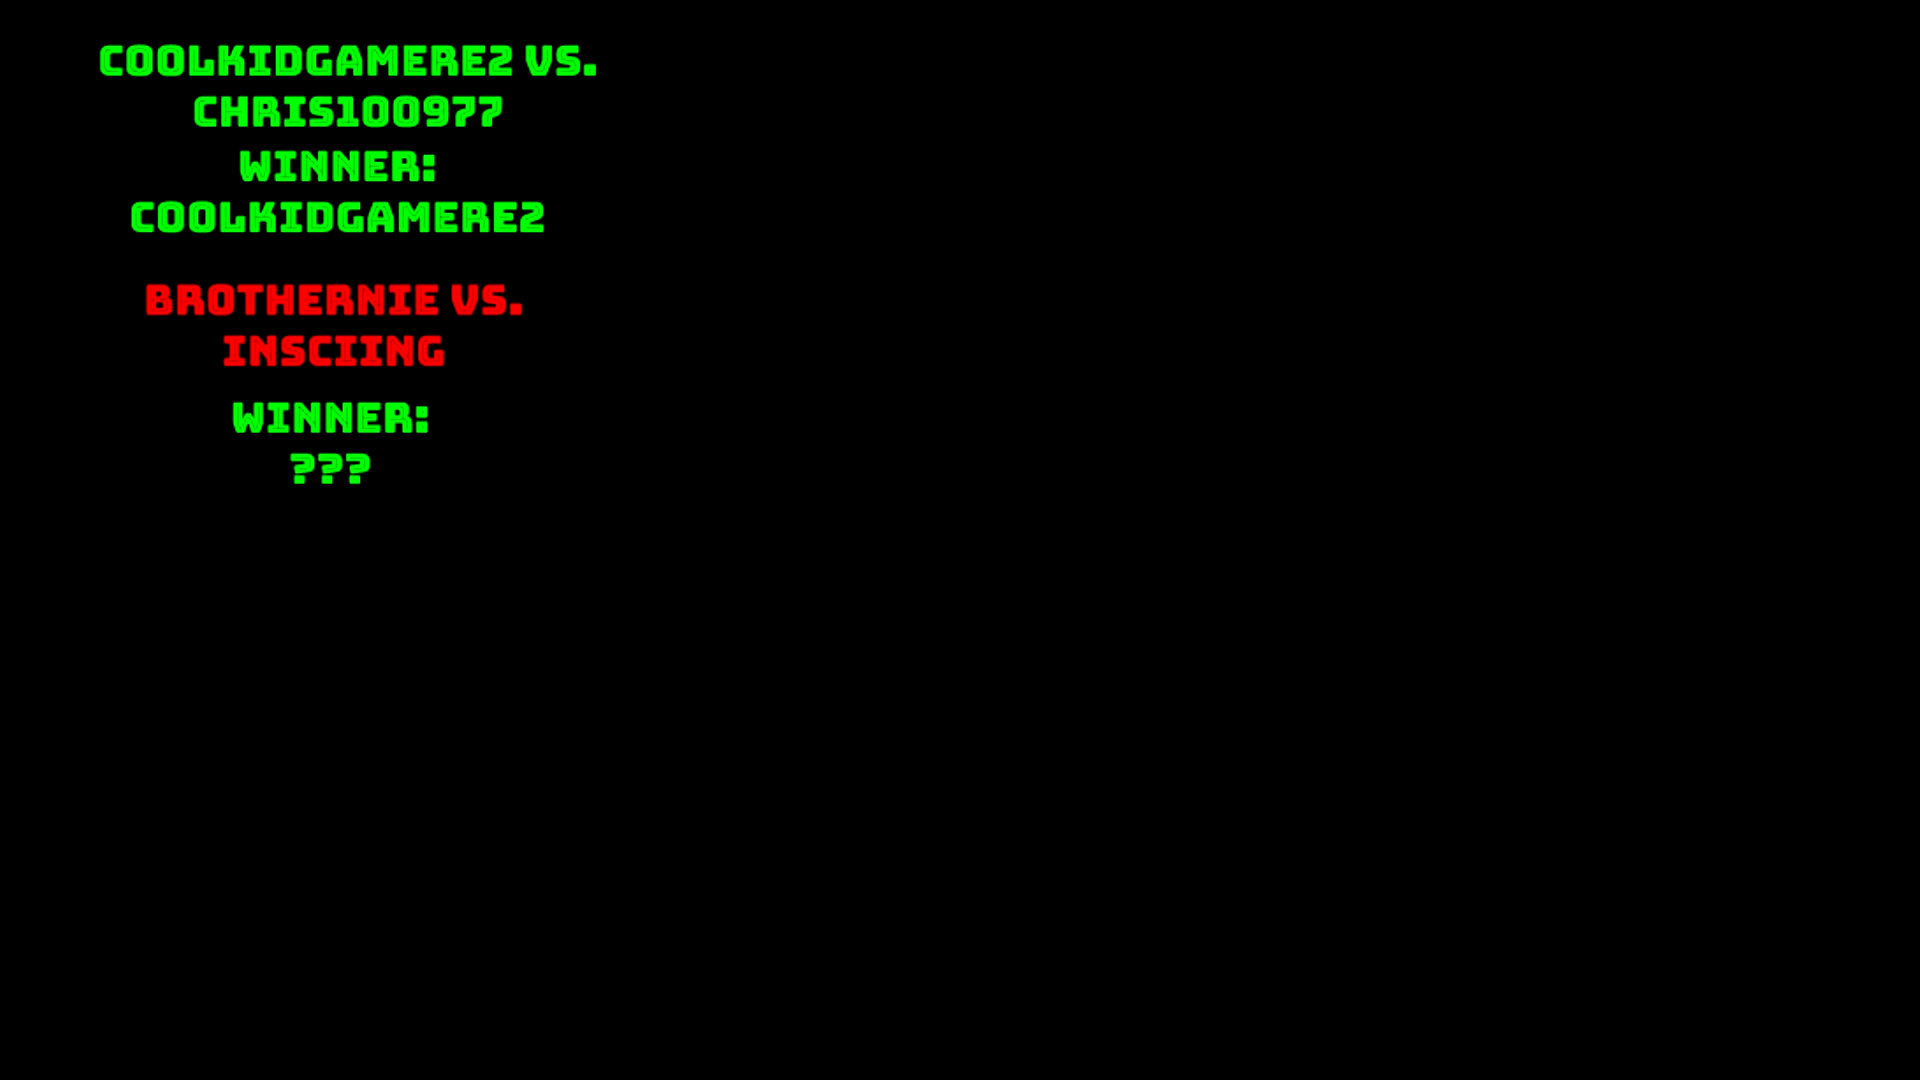 COOLKIDGAMERE2 VS.
CHRIS100977
WINNER:
COOLKIDGAMERE2
BROTHERNIE VS.
INSCIING
WINNER:
???